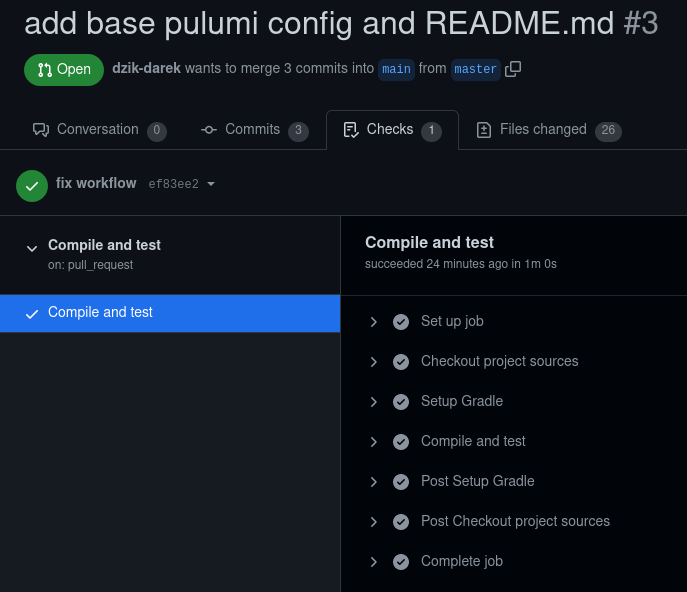 add base pulumi config and README.md #3
Open dzik-darek wants to merge 3 commits into main from master
Conversation 0 Commits 3 Checks 1 Files changed 26
fix workflow ef83ee2
Compile and test
on: pull_request
Compile and test
Compile and test
succeeded 24 minutes ago in 1m 0s
Set up job
Checkout project sources
Setup Gradle
Compile and test
Post Setup Gradle
Post Checkout project sources
Complete job